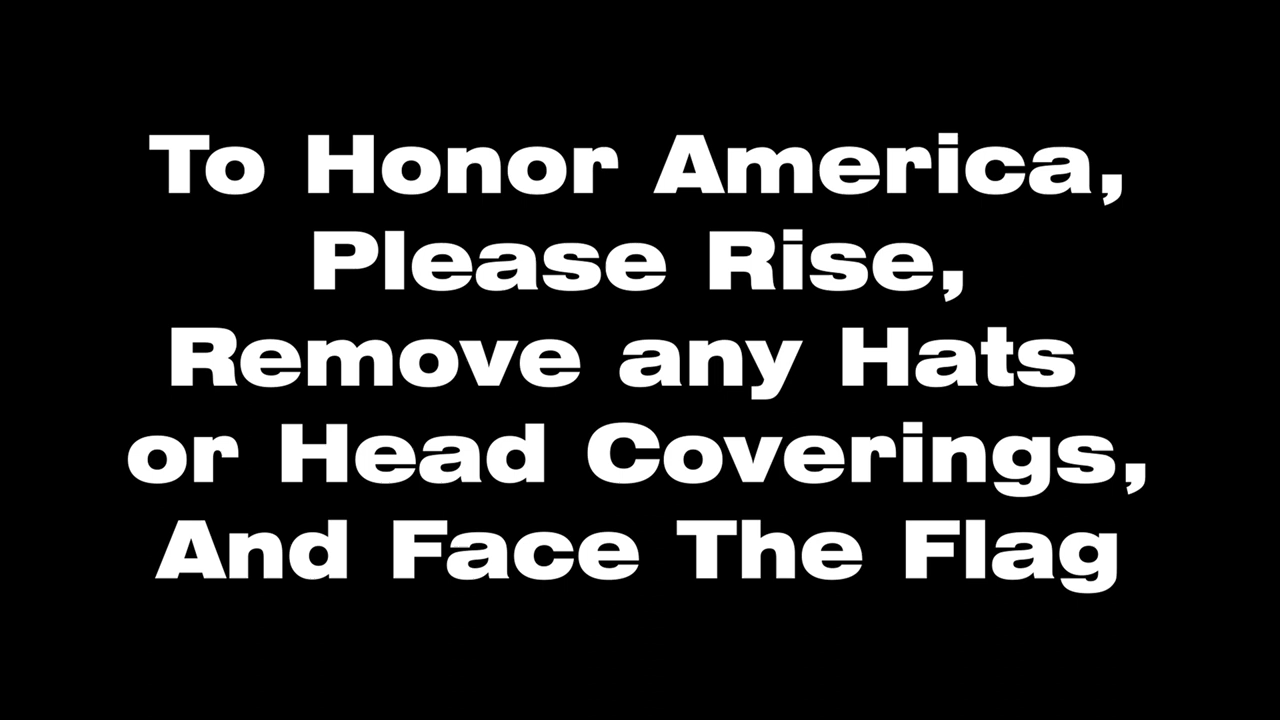 To Honor America,
Please Rise,
Remove any Hats
or Head Coverings,
And Face The Flag